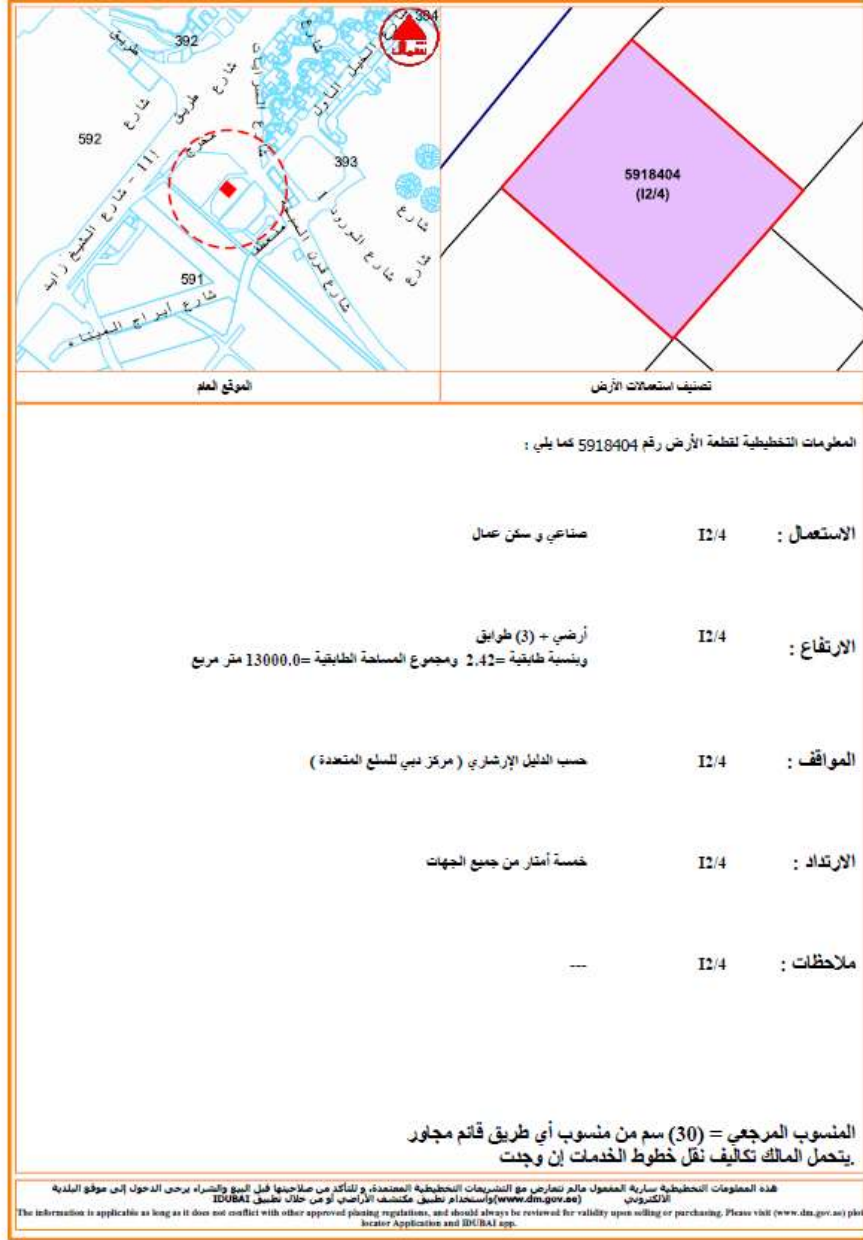 392
394
592
393
591
شمال
11 - شارع الشيخ زايد
شارع أبراج الميناء
5918404
(I2/4)
الموقع العام
تصنيف استعمالات الأرض
المعلومات التخطيطية لقطعة الأرض رقم 5918404 كما يلي :
الاستعمال : I2/4 صناعي و سكن عمال
الارتفاع : I2/4 أرضي + (3) طوابق
وبنسبة طابقية =2.42 ومجموع المساحة الطابقية =13000.0 متر مربع
المواقف : I2/4 حسب الدليل الإرشاري ( مركز دبي للسلع المتعددة )
الارتداد : I2/4 خمسة أمتار من جميع الجهات
ملاحظات : I2/4 ---
المنسوب المرجعي = (30) سم من منسوب أي طريق قائم مجاور
.يتحمل المالك تكاليف نقل خطوط الخدمات إن وجدت
هذه المعلومات التخطيطية سارية المفعول مالم تتعارض مع التشريعات التخطيطية المعتمدة، و للتأكد من صلاحيتها قبل البيع والشراء يرجى الدخول إلى موقع البلدية
الالكتروني (www.dm.gov.ae)واستخدام تطبيق مكتشف الأراضي أو من خلال تطبيق IDUBAI
The information is applicable as long as it does not conflict with other approved planing regulations, and should always be reviewed for validity upon selling or purchasing. Please visit (www.dm.gov.ae) plot
locator Application and IDUBAI app.